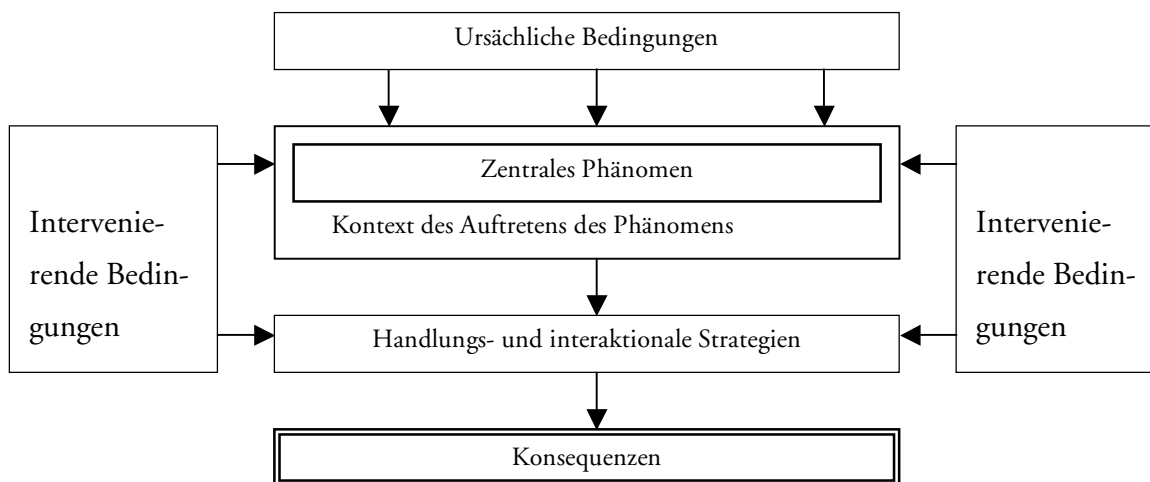 Ursächliche Bedingungen
Zentrales Phänomen
Kontext des Auftretens des Phänomens
Intervenie-
rende Bedin-
gungen
Intervenie-
rende Bedin-
gungen
Handlungs- und interaktionale Strategien
Konsequenzen